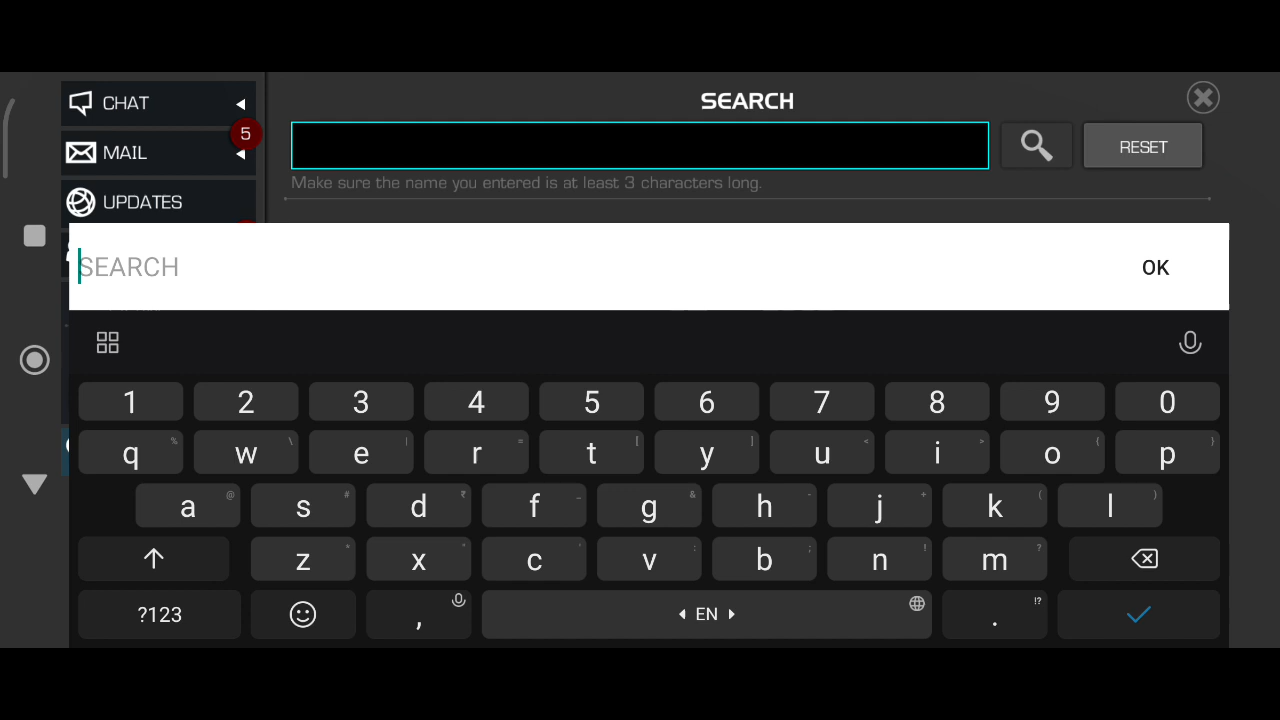 CHAT
SEARCH
5
MAIL
RESET
Make sure the name you entered is at least 3 characters long.
UPDATES
SEARCH
OK
1 2 3 4 5 6 7 8 9 0
q % w \ e | r = t [ y ] u < i > o { p }
a @ s # d ₹ f _ g & h - j + k ( l )
z * x " c ' v : b ; n ! m ?
?123 , EN . !?